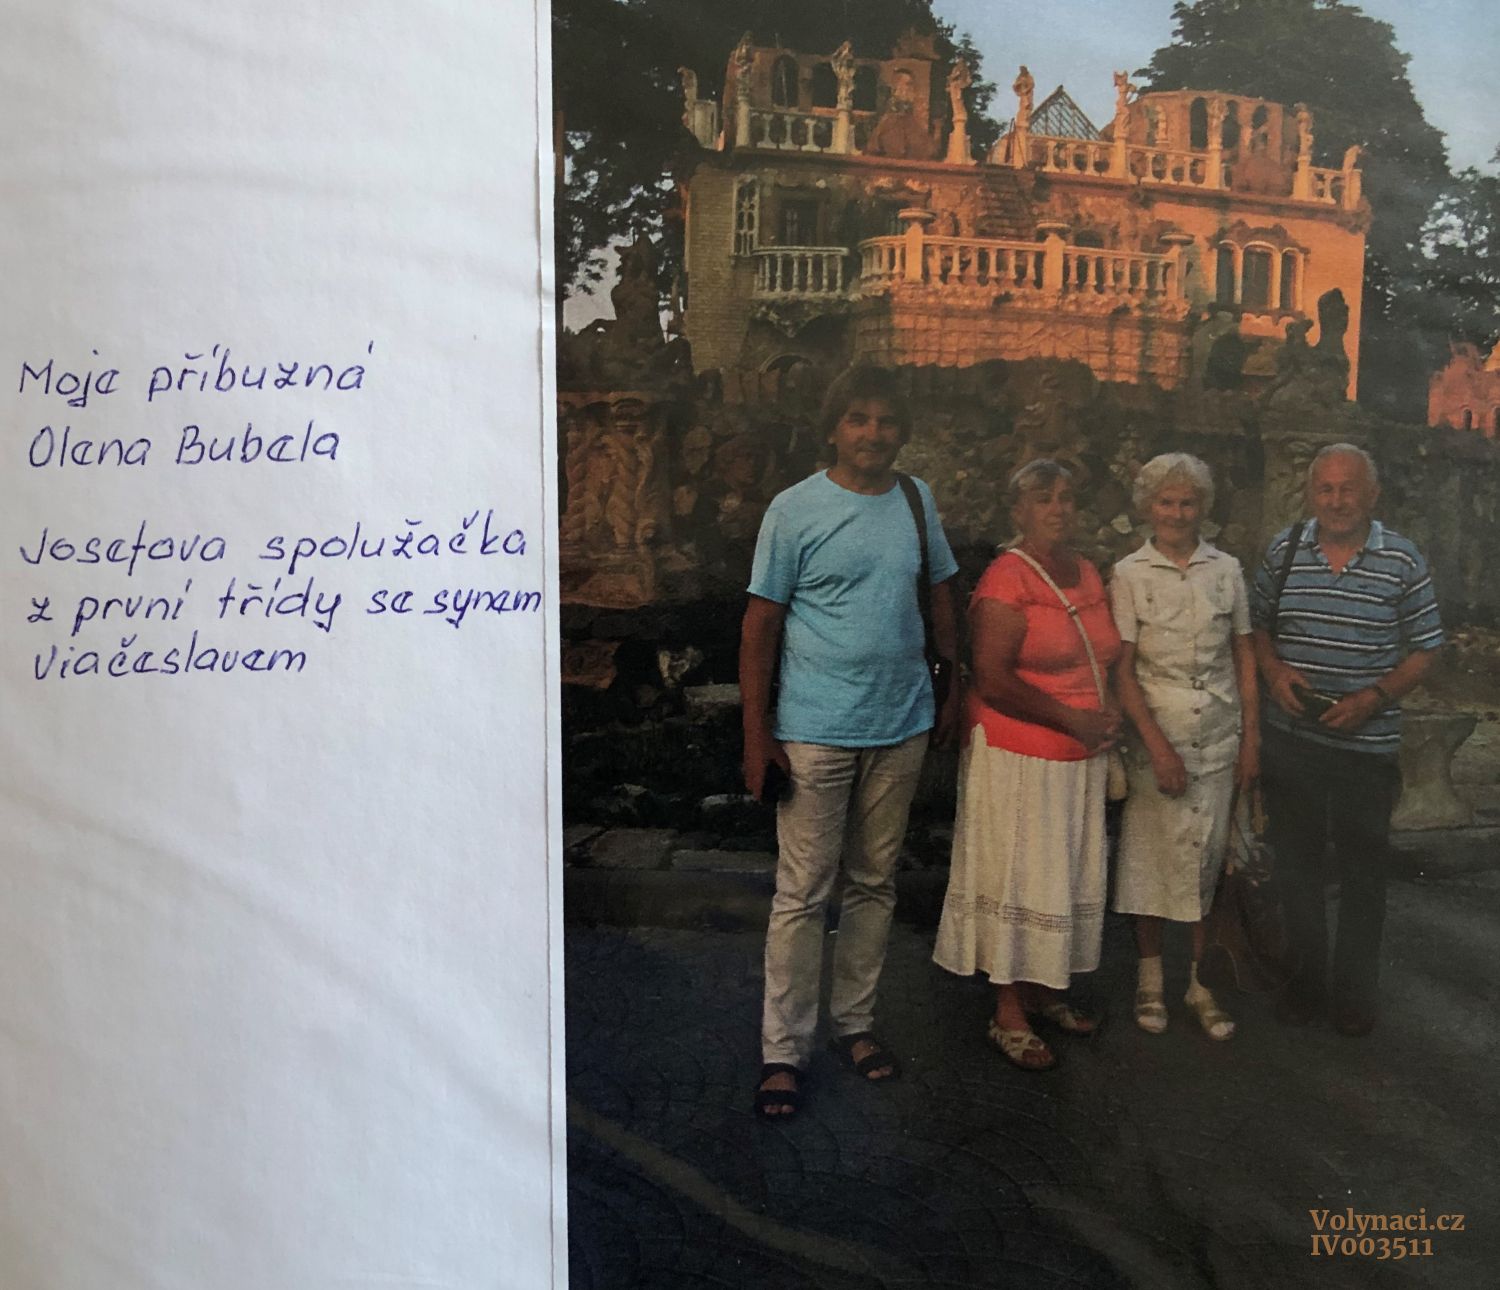 Moje příbuzná
Olena Bubela
Josefova spolužačka
z první třídy se synem
Viačeslavem
Volynaci.cz
IV003511